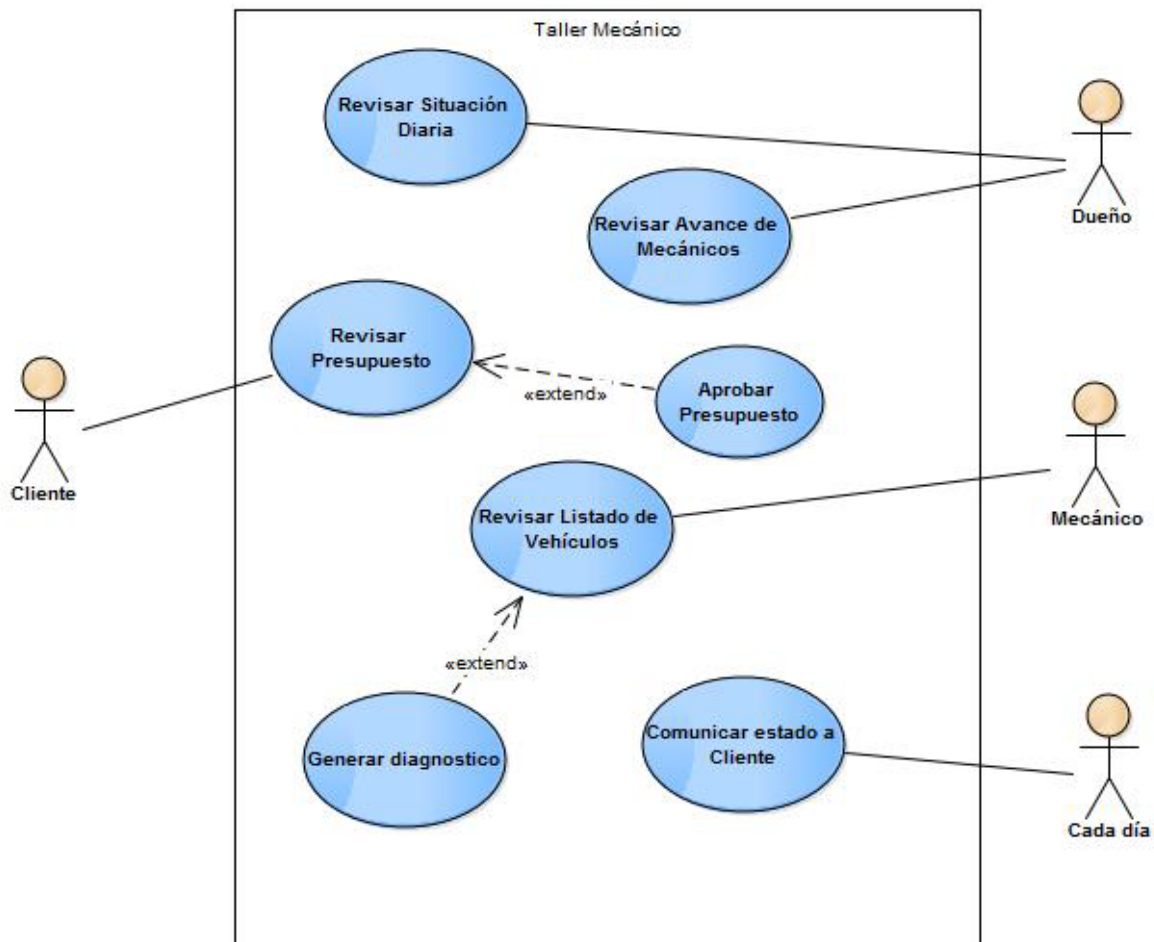 Taller Mecánico
Revisar Situación
Diaria
Dueño
Revisar Avance de
Mecánicos
Revisar
Presupuesto
«extend»
Aprobar
Presupuesto
Cliente
Mecánico
Revisar Listado de
Vehículos
«extend»
Generar diagnostico
Comunicar estado a
Cliente
Cada día